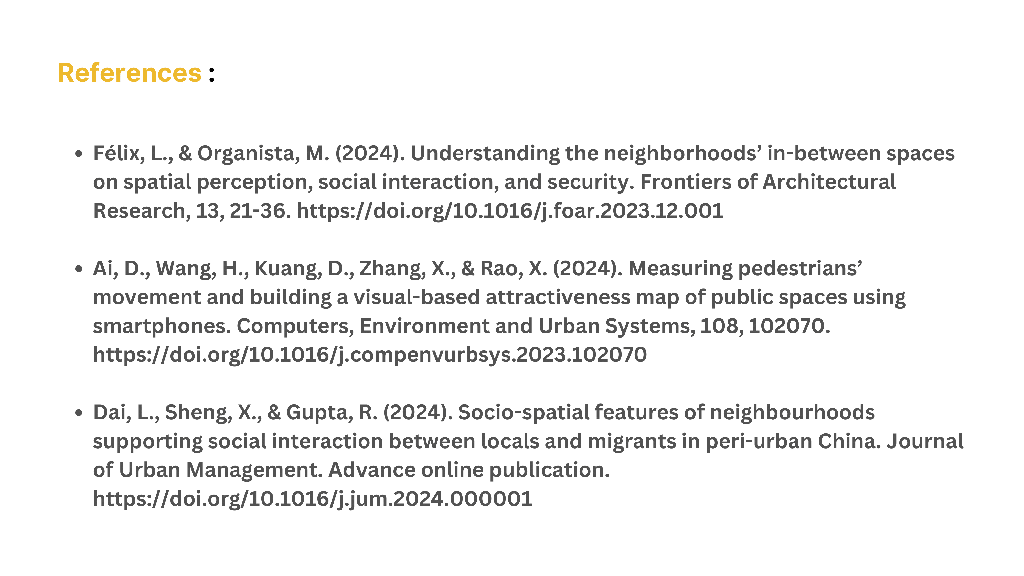 References :
• Félix, L., & Organista, M. (2024). Understanding the neighborhoods’ in-between spaces
on spatial perception, social interaction, and security. Frontiers of Architectural
Research, 13, 21-36. https://doi.org/10.1016/j.foar.2023.12.001
• Ai, D., Wang, H., Kuang, D., Zhang, X., & Rao, X. (2024). Measuring pedestrians’
movement and building a visual-based attractiveness map of public spaces using
smartphones. Computers, Environment and Urban Systems, 108, 102070.
https://doi.org/10.1016/j.compenvurbsys.2023.102070
• Dai, L., Sheng, X., & Gupta, R. (2024). Socio-spatial features of neighbourhoods
supporting social interaction between locals and migrants in peri-urban China. Journal
of Urban Management. Advance online publication.
https://doi.org/10.1016/j.jum.2024.000001